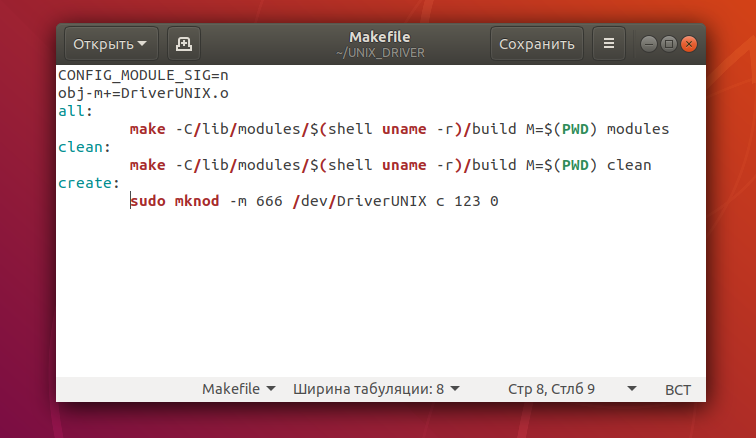 Открыть
Makefile
~/UNIX_DRIVER
Сохранить
CONFIG_MODULE_SIG=n
obj-m+=DriverUNIX.o
all:
make -C/lib/modules/$(shell uname -r)/build M=$(PWD) modules
clean:
make -C/lib/modules/$(shell uname -r)/build M=$(PWD) clean
create:
sudo mknod -m 666 /dev/DriverUNIX c 123 0
Makefile
Ширина табуляции: 8
Стр 8, Стлб 9
ВСТ